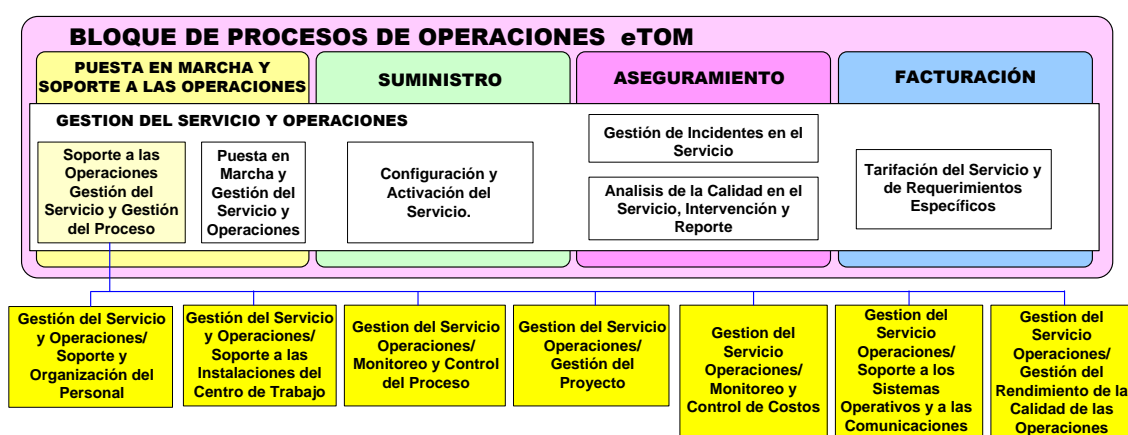 BLOQUE DE PROCESOS DE OPERACIONES eTOM
PUESTA EN MARCHA Y
SOPORTE A LAS OPERACIONES
SUMINISTRO
ASEGURAMIENTO
FACTURACIÓN
GESTION DEL SERVICIO Y OPERACIONES
Soporte a las
Operaciones
Gestión del
Servicio y Gestión
del Proceso
Puesta en
Marcha y
Gestión del
Servicio y
Operaciones
Configuración y
Activación del
Servicio.
Gestión de Incidentes en el
Servicio
Analisis de la Calidad en el
Servicio, Intervención y
Reporte
Tarifación del Servicio y
de Requerimientos
Específicos
Gestión del Servicio
y Operaciones/
Soporte y
Organización del
Personal
Gestión del Servicio
y Operaciones/
Soporte a las
Instalaciones del
Centro de Trabajo
Gestion del Servicio
Operaciones/
Monitoreo y Control
del Proceso
Gestion del Servicio
Operaciones/
Gestión del
Proyecto
Gestion del
Servicio
Operaciones/
Monitoreo y
Control de Costos
Gestion del
Servicio
Operaciones/
Soporte a los
Sistemas
Operativos y a las
Comunicaciones
Gestion del
Servicio
Operaciones/
Gestión del
Rendimiento de la
Calidad de las
Operaciones